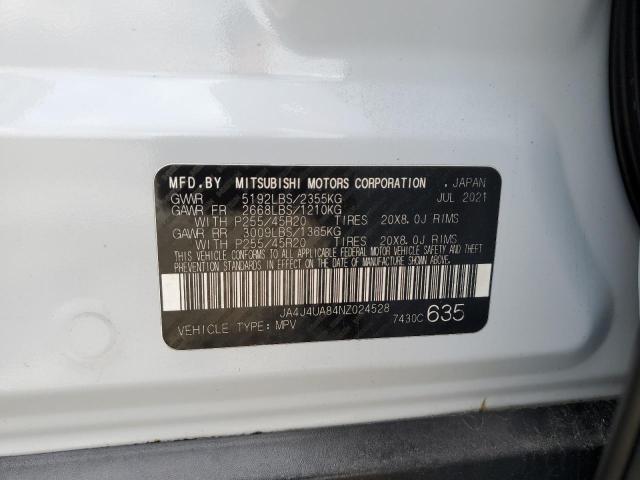 MFD.BY MITSUBISHI MOTORS CORPORATION . JAPAN
GVWR 5192LBS/2355KG JUL 2021
GAWR FR 2668LBS/1210KG
WITH P255/45R20 TIRES 20X8.0J RIMS
GAWR RR 3009LBS/1365KG
WITH P255/45R20 TIRES 20X8.0J RIMS
THIS VEHICLE CONFORMS TO ALL APPLICABLE FEDERAL MOTOR VEHICLE SAFETY AND THEFT
PREVENTION STANDARDS IN EFFECT ON THE DATE OF MANUFACTURE SHOWN ABOVE.
JA4J4UA84NZ024528
VEHICLE TYPE: MPV 7430C 635